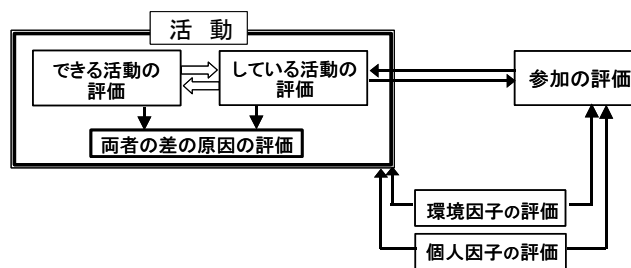 活 動
できる活動の
評価
している活動の
評価
参加の評価
両者の差の原因の評価
環境因子の評価
個人因子の評価